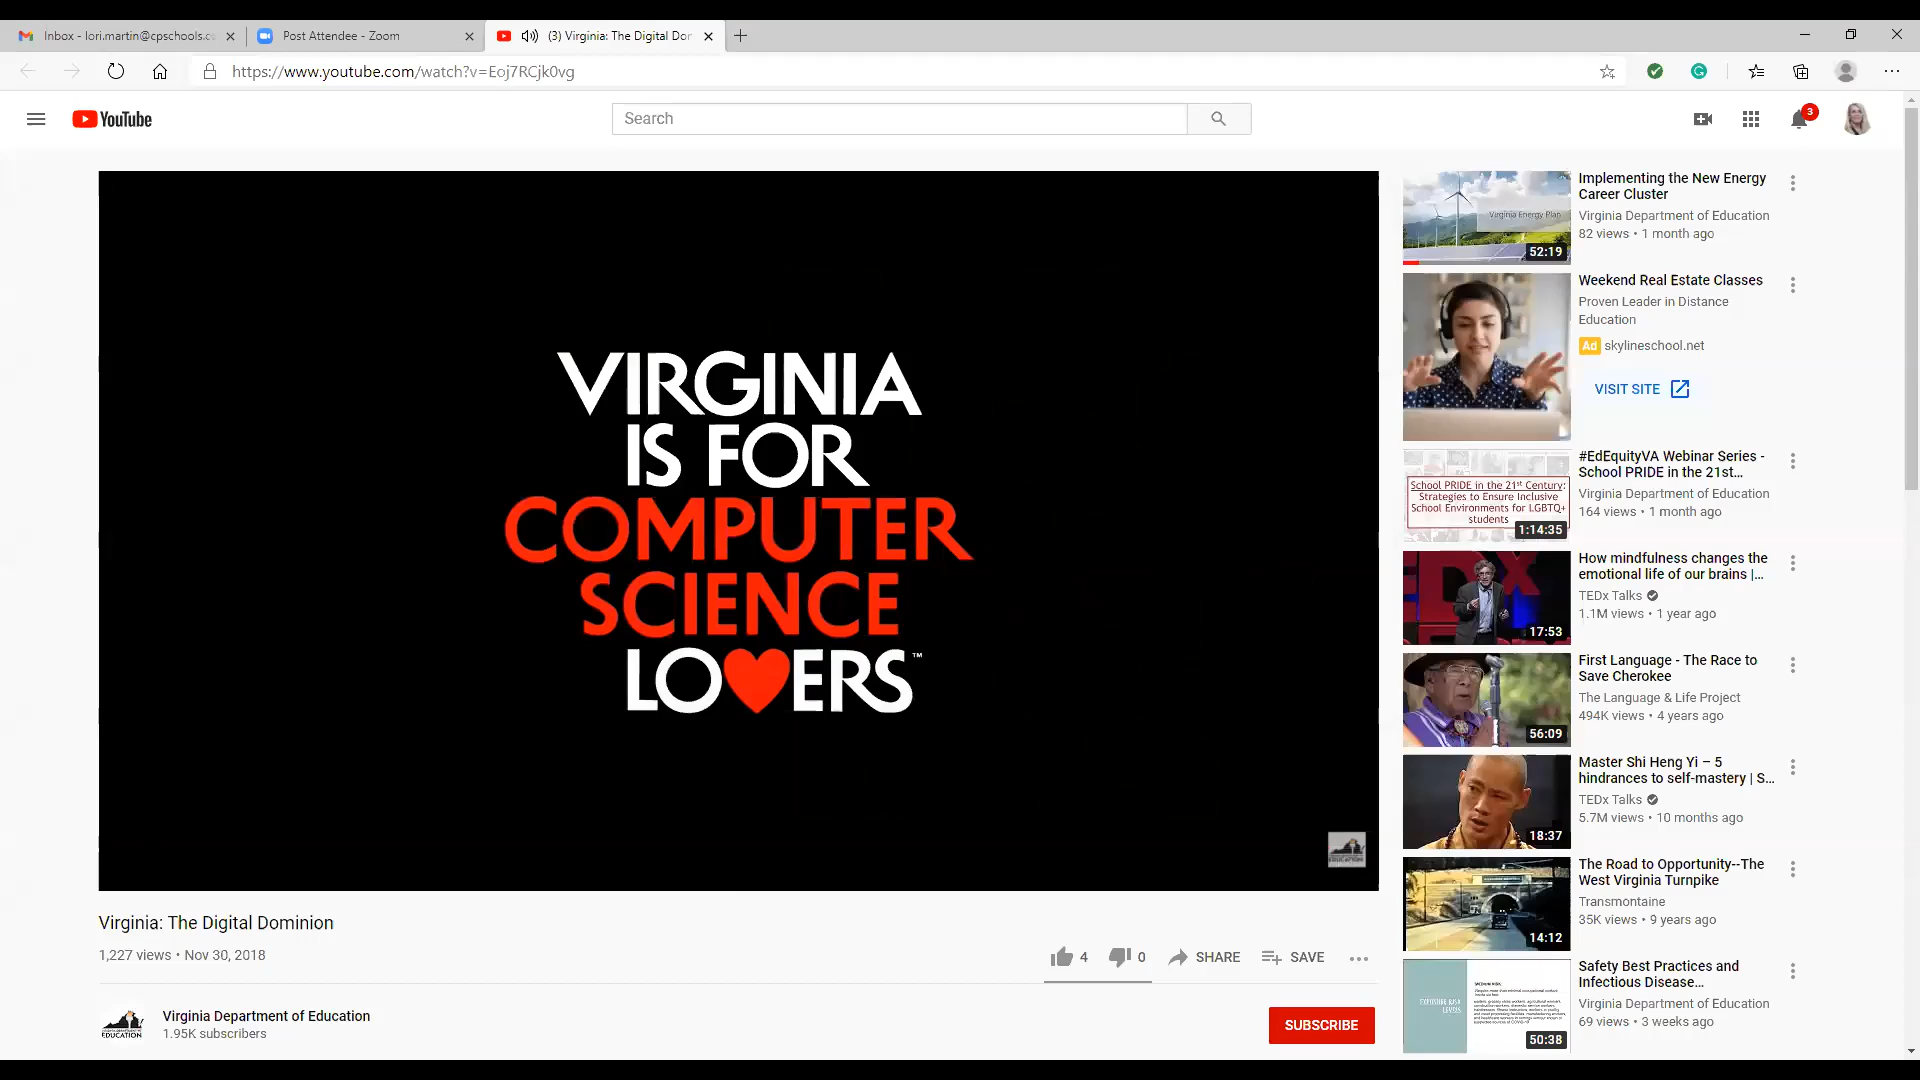 Inbox - lori.martin@cpschools.c
Post Attendee - Zoom
(3) Virginia: The Digital Dor
https://www.youtube.com/watch?v=Eoj7RCjk0vg
YouTube
Search
3
VIRGINIA
IS FOR
COMPUTER
SCIENCE
LO❤ERS™
Virginia: The Digital Dominion
1,227 views • Nov 30, 2018
4
0
SHARE
SAVE
Virginia Department of Education
1.95K subscribers
SUBSCRIBE
EDUCATION
Virginia Energy Plan
52:19
Implementing the New Energy
Career Cluster
Virginia Department of Education
82 views • 1 month ago
Weekend Real Estate Classes
Proven Leader in Distance
Education
Ad skylineschool.net
VISIT SITE
School PRIDE in the 21st Century:
Strategies to Ensure Inclusive
School Environments for LGBTQ+
students
1:14:35
#EdEquityVA Webinar Series -
School PRIDE in the 21st...
Virginia Department of Education
164 views • 1 month ago
17:53
How mindfulness changes the
emotional life of our brains |...
TEDx Talks
1.1M views • 1 year ago
56:09
First Language - The Race to
Save Cherokee
The Language & Life Project
494K views • 4 years ago
18:37
Master Shi Heng Yi – 5
hindrances to self-mastery | S...
TEDx Talks
5.7M views • 10 months ago
14:12
The Road to Opportunity--The
West Virginia Turnpike
Transmontaine
35K views • 9 years ago
50:38
Safety Best Practices and
Infectious Disease...
Virginia Department of Education
69 views • 3 weeks ago